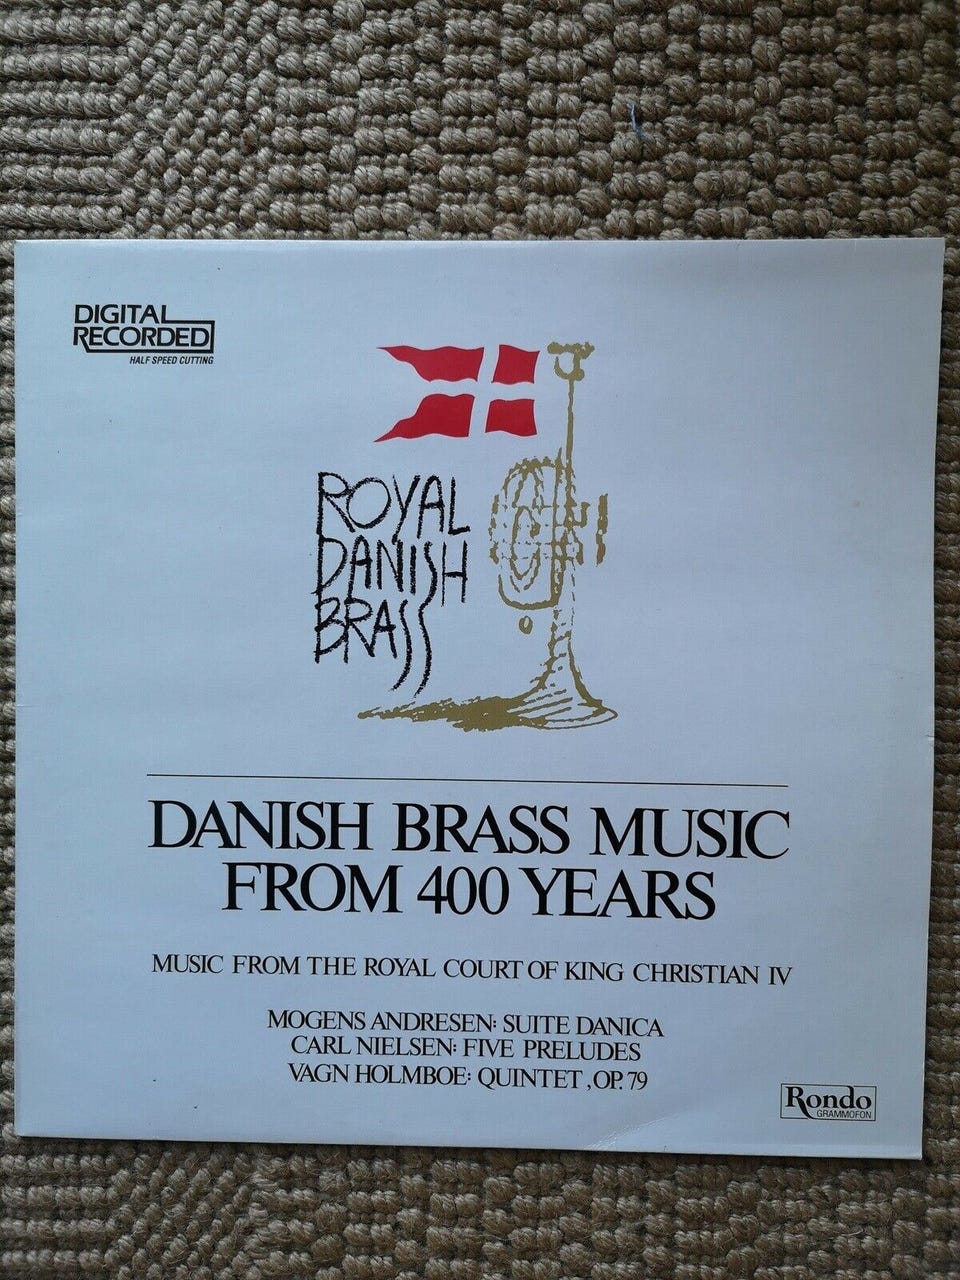 DIGITAL
RECORDED
HALF SPEED CUTTING
ROYAL
DANISH
BRASS
DANISH BRASS MUSIC
FROM 400 YEARS
MUSIC FROM THE ROYAL COURT OF KING CHRISTIAN IV
MOGENS ANDRESEN: SUITE DANICA
CARL NIELSEN: FIVE PRELUDES
VAGN HOLMBOE: QUINTET, OP. 79
Rondo
GRAMMOFON